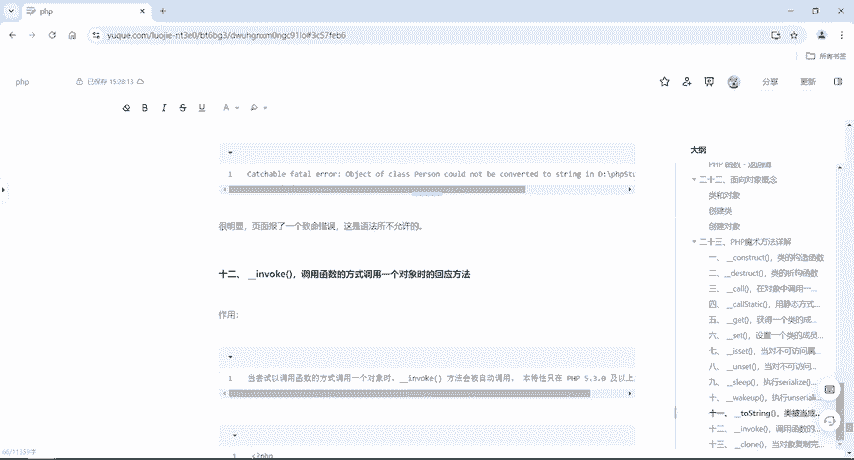 php
yuque.com/luojie-nt3e0/bt6bg3/dwuhgnxxm0ngc91lo#3c57feb6
所有书签
php
已保存 15:28:13
分享
更新
B I S U A
1 Catchable fatal error: Object of class Person could not be converted to string in D:\phpStu
很明显，页面报了一个致命错误，这是语法所不允许的。
十二、 __invoke()，调用函数的方式调用一个对象时的回应方法
作用：
1 当尝试以调用函数的方式调用一个对象时，__invoke() 方法会被自动调用。 本特性只在 PHP 5.3.0 及以上
1 <?php
大纲
二十二、面向对象概念
类和对象
创建类
创建对象
二十三、PHP魔术方法详解
一、 __construct()，类的构造函数
二、__destruct()，类的析构函数
三、 __call()，在对象中调用一...
四、 __callStatic()，用静态方式...
五、 __get()，获得一个类的成...
六、 __set()，设置一个类的成员...
七、 __isset()，当对不可访问属...
八、 __unset()，当对不可访问...
九、 __sleep()，执行serialize()...
十、 __wakeup()，执行unseriali...
十一、 __toString()，类被当成...
十二、 __invoke()，调用函数的...
十三、 __clone()，当对象复制完...